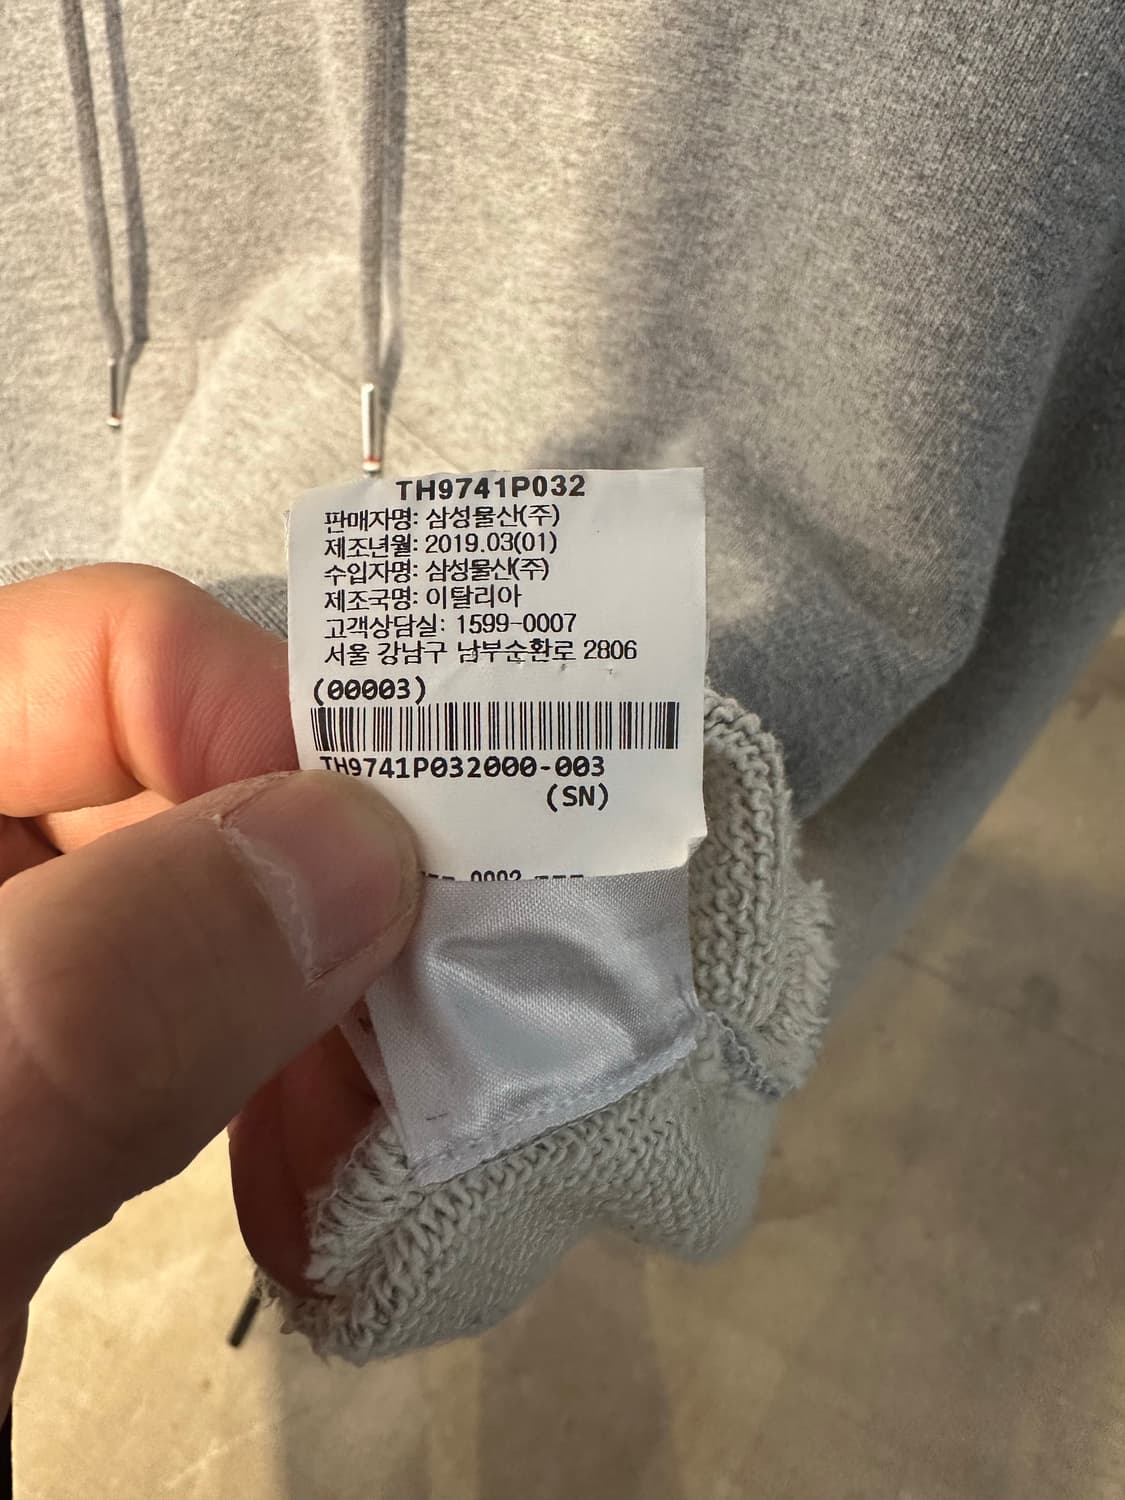 TH9741P032
판매자명: 삼성물산(주)
제조년월: 2019.03(01)
수입자명: 삼성물산(주)
제조국명: 이탈리아
고객상담실: 1599-0007
서울 강남구 남부순환로 2806
(00003)
TH9741P032000-003
(SN)